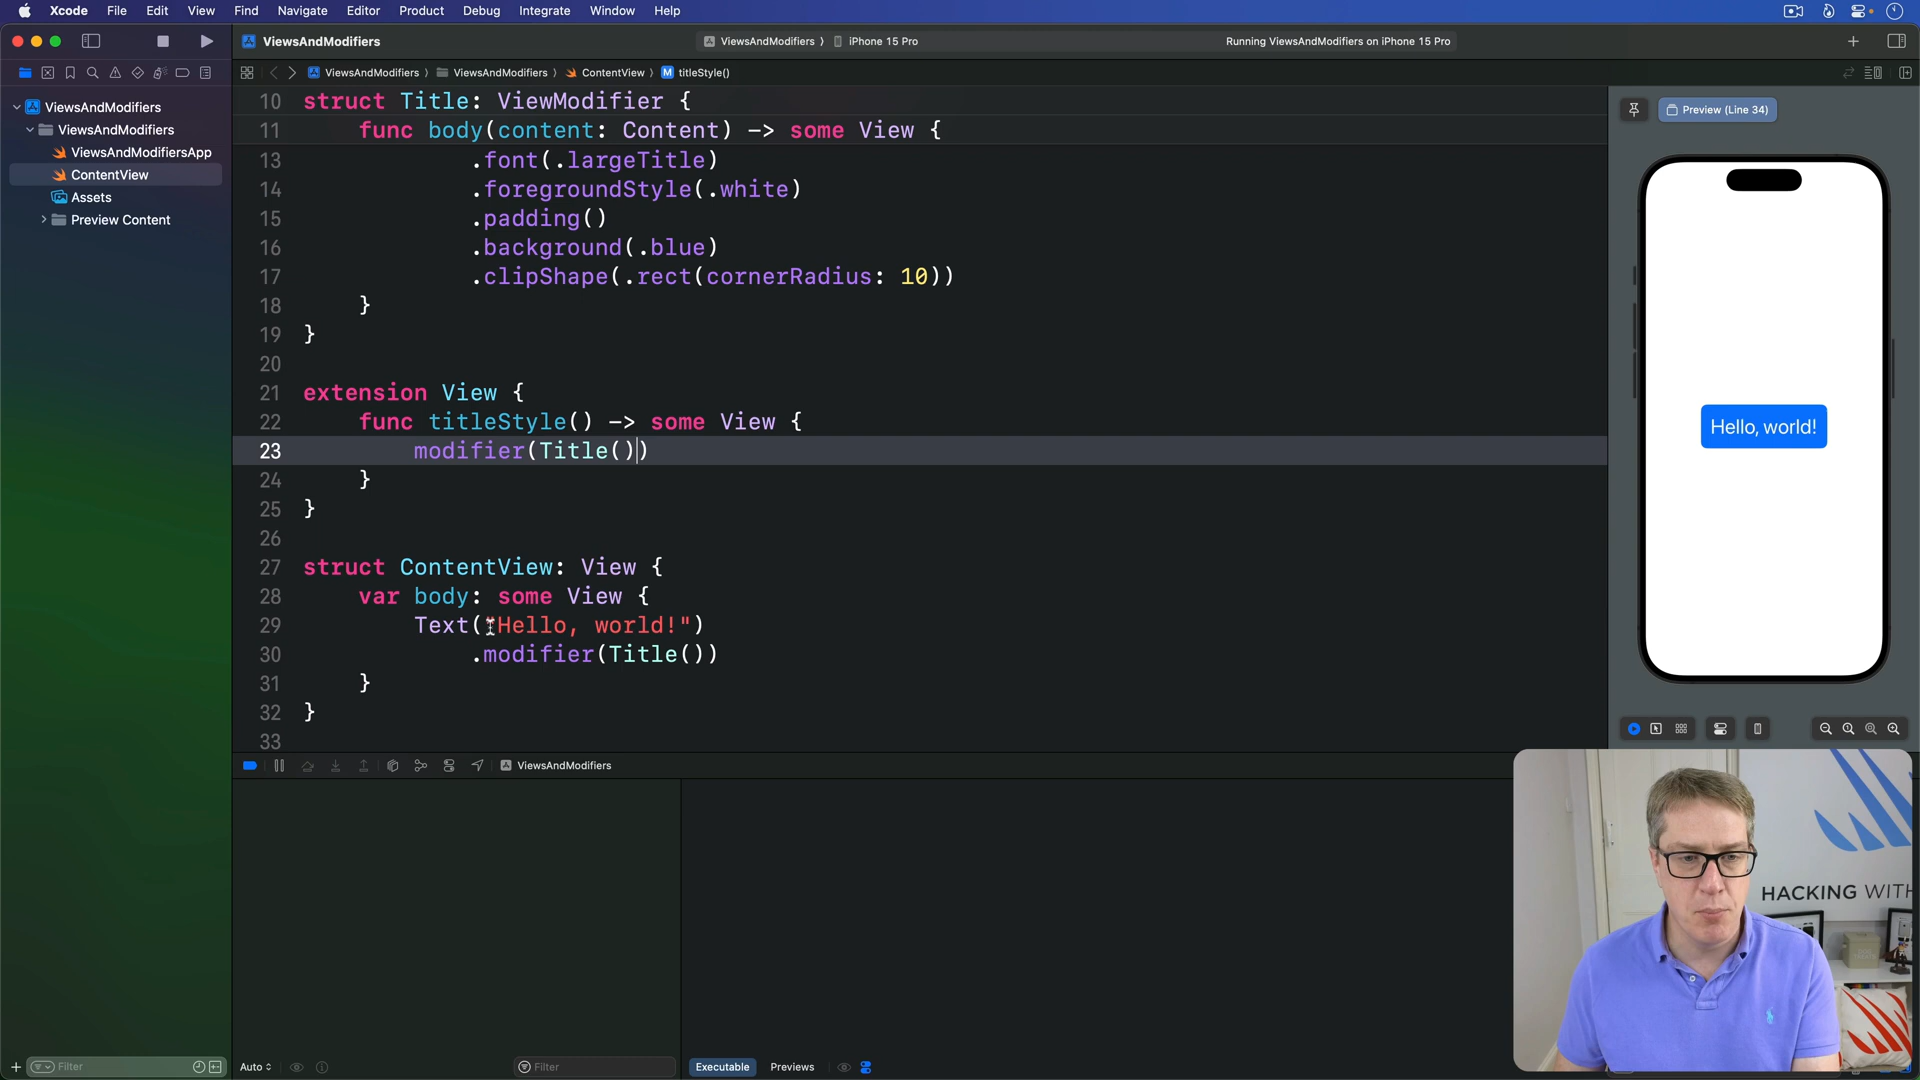 Xcode File Edit View Find Navigate Editor Product Debug Integrate Window Help
ViewsAndModifiers
ViewsAndModifiers 〉 iPhone 15 Pro
Running ViewsAndModifiers on iPhone 15 Pro
ViewsAndModifiers 〉 ViewsAndModifiers 〉 ContentView 〉 M titleStyle()
ViewsAndModifiers
ViewsAndModifiers
ViewsAndModifiersApp
ContentView
Assets
Preview Content
10 struct Title: ViewModifier {
11     func body(content: Content) -> some View {
13             .font(.largeTitle)
14             .foregroundStyle(.white)
15             .padding()
16             .background(.blue)
17             .clipShape(.rect(cornerRadius: 10))
18     }
19 }
20
21 extension View {
22     func titleStyle() -> some View {
23         modifier(Title())
24     }
25 }
26
27 struct ContentView: View {
28     var body: some View {
29         Text("Hello, world!")
30             .modifier(Title())
31     }
32 }
33
Preview (Line 34)
Hello, world!
ViewsAndModifiers
HACKING WITH
Filter
Auto
Filter
Executable
Previews